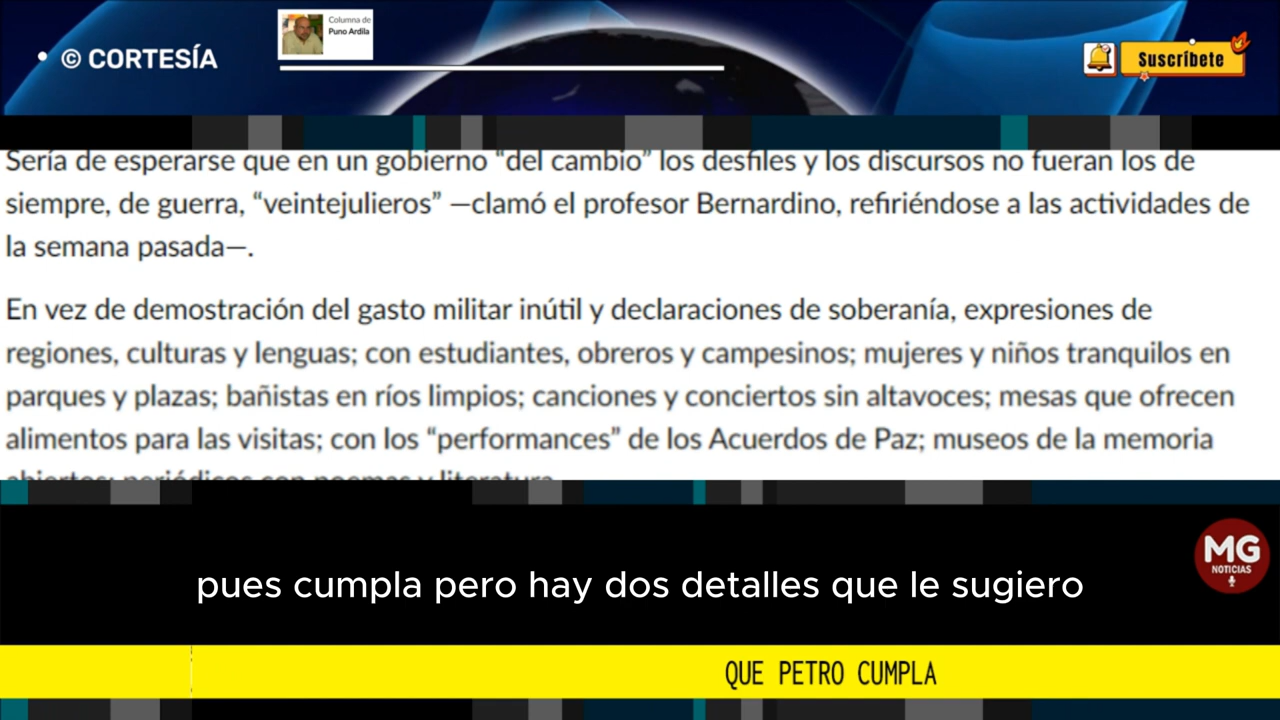 Columna de
Puno Ardila
© CORTESÍA
Suscríbete
Sería de esperarse que en un gobierno “del cambio” los desfiles y los discursos no fueran los de
siempre, de guerra, “veintejulieros” —clamó el profesor Bernardino, refiriéndose a las actividades de
la semana pasada—.
En vez de demostración del gasto militar inútil y declaraciones de soberanía, expresiones de
regiones, culturas y lenguas; con estudiantes, obreros y campesinos; mujeres y niños tranquilos en
parques y plazas; bañistas en ríos limpios; canciones y conciertos sin altavoces; mesas que ofrecen
alimentos para las visitas; con los “performances” de los Acuerdos de Paz; museos de la memoria
abiertos; periódicos con poemas y literatura
MG
NOTICIAS
pues cumpla pero hay dos detalles que le sugiero
QUE PETRO CUMPLA